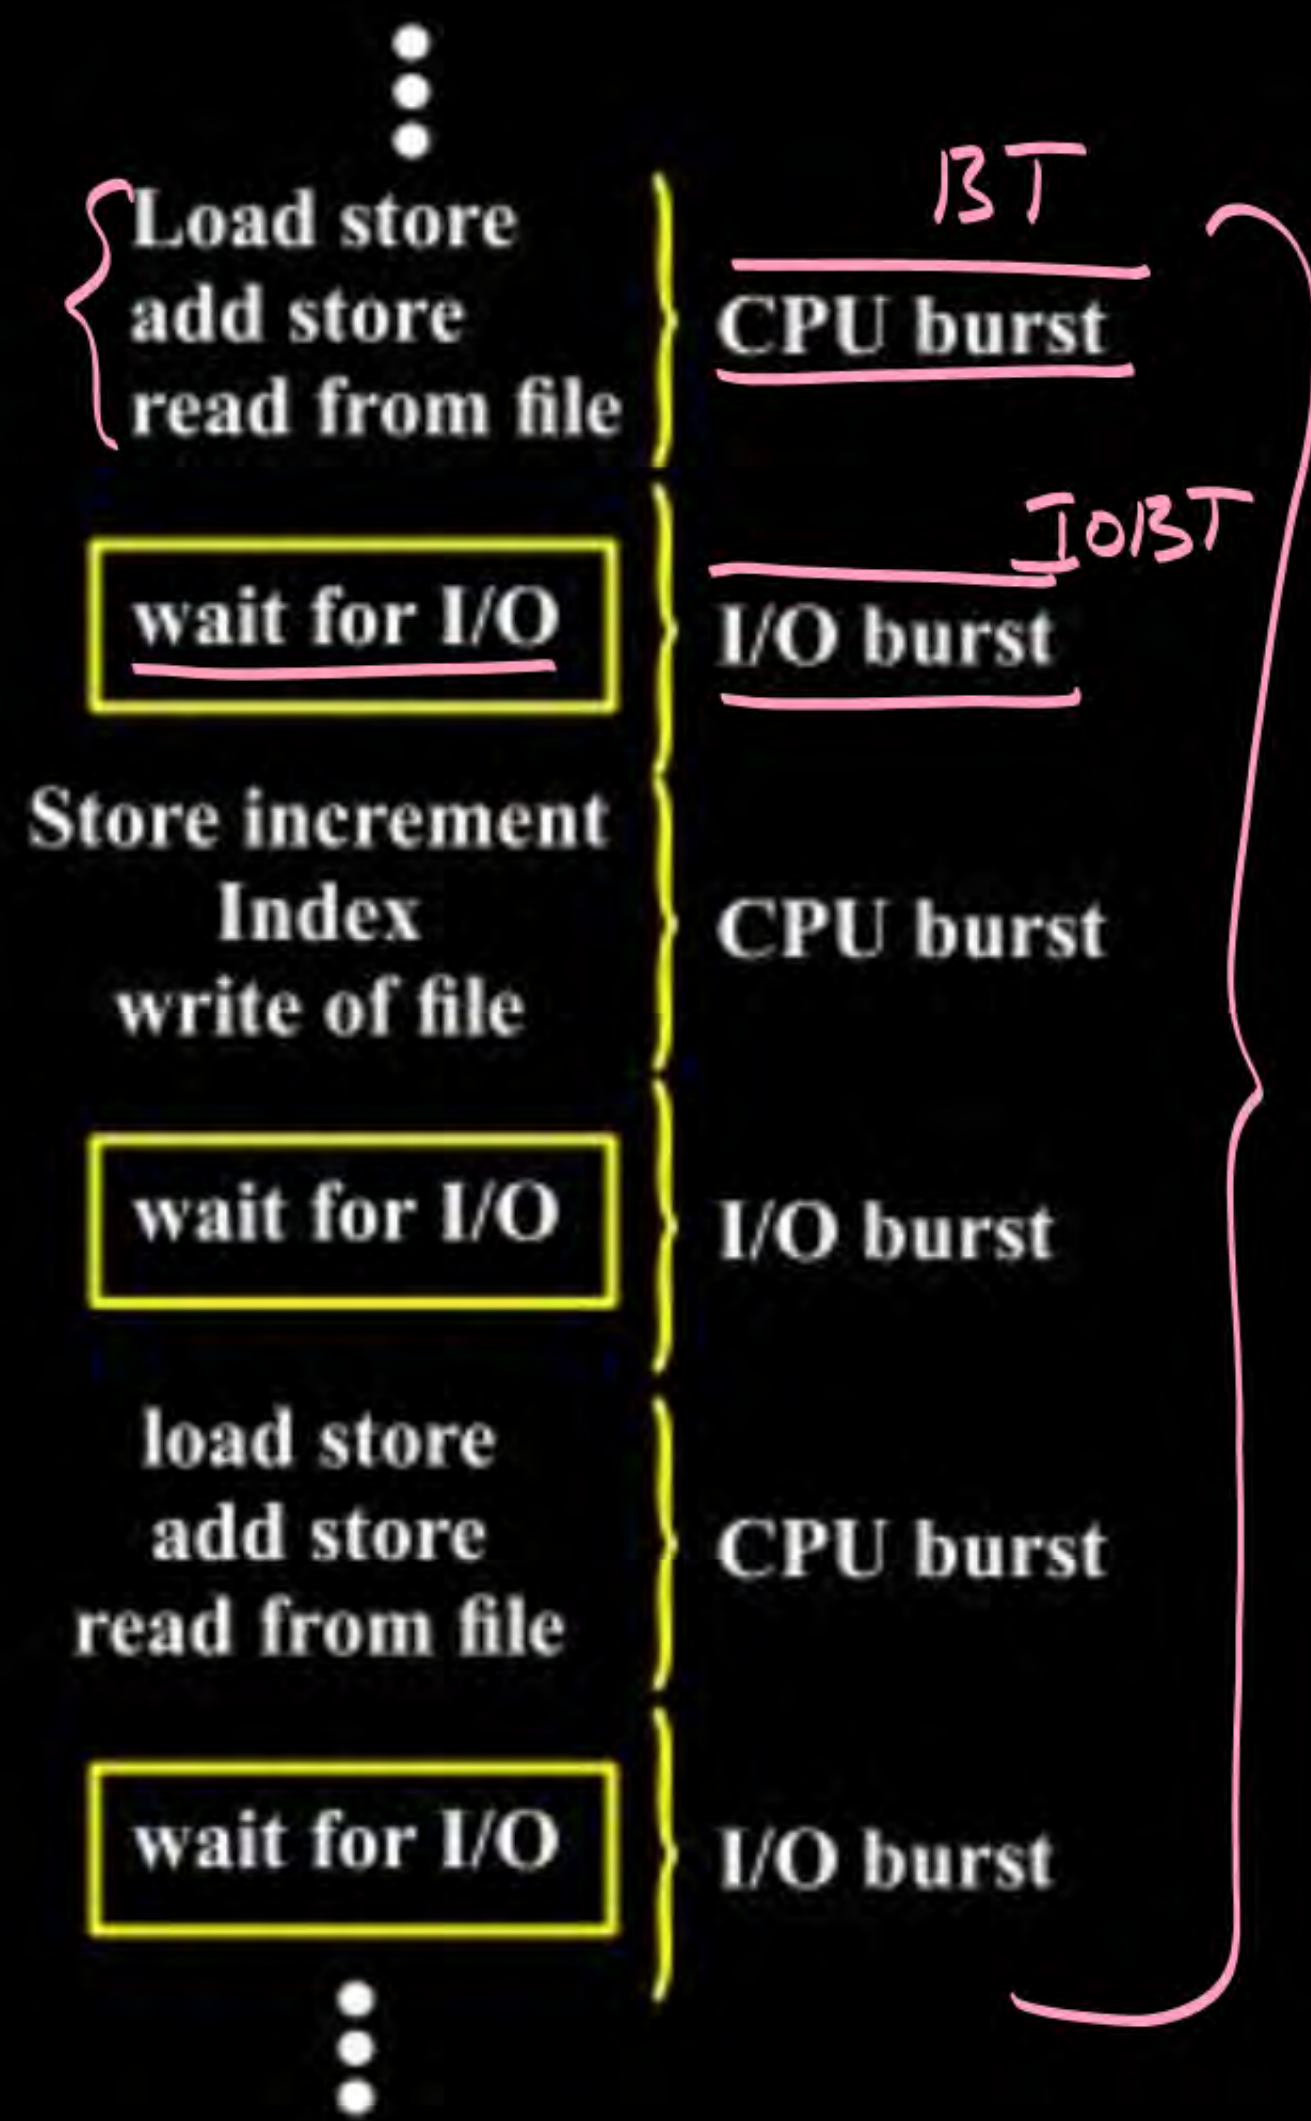 BT
Load store
add store
read from file
CPU burst
IOBT
wait for I/O
I/O burst
Store increment
Index
write of file
CPU burst
wait for I/O
I/O burst
load store
add store
read from file
CPU burst
wait for I/O
I/O burst